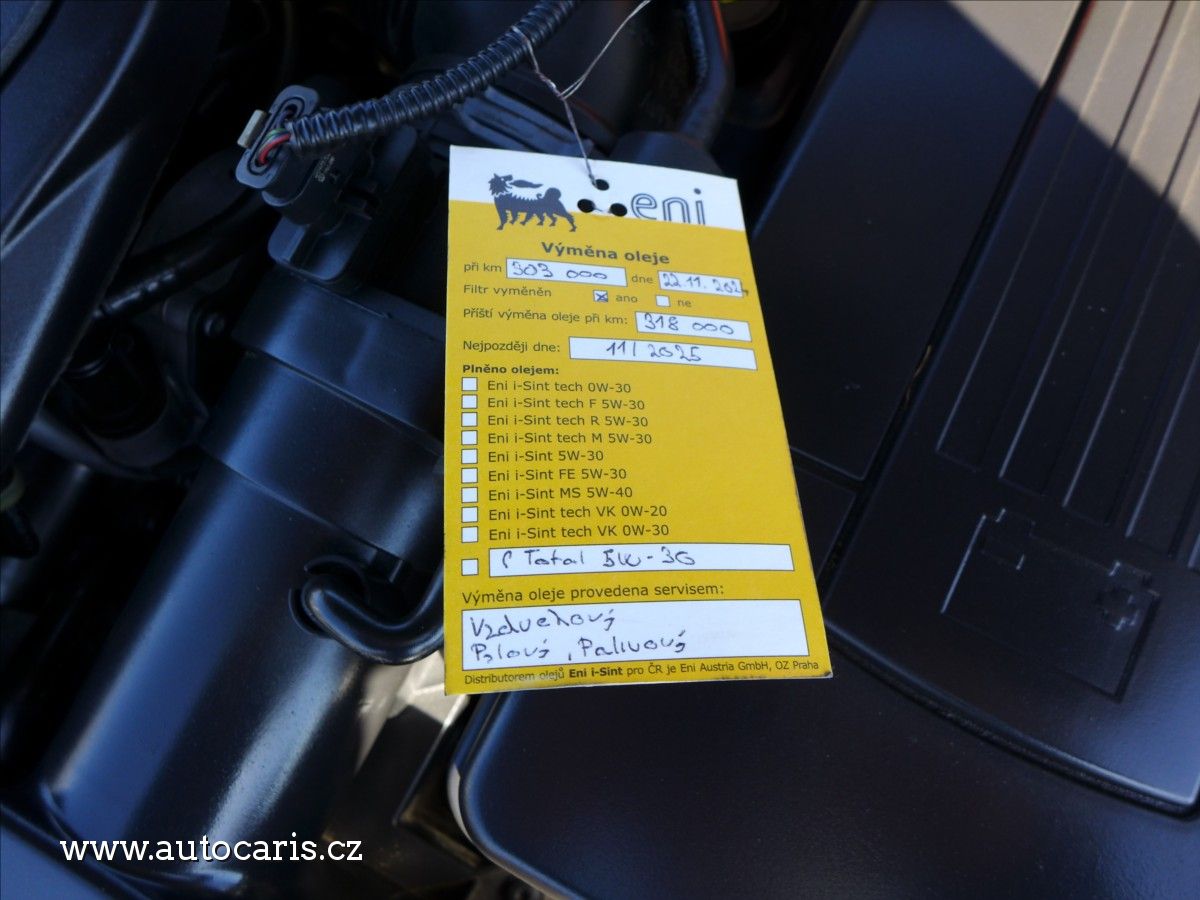 eni
Výměna oleje
při km 303 000 dne 22.11.202
Filtr vyměněn ano ne
Příští výměna oleje při km: 318 000
Nejpozději dne: 11/2025
Plněno olejem:
Eni i-Sint tech 0W-30
Eni i-Sint tech F 5W-30
Eni i-Sint tech R 5W-30
Eni i-Sint tech M 5W-30
Eni i-Sint 5W-30
Eni i-Sint FE 5W-30
Eni i-Sint MS 5W-40
Eni i-Sint tech VK 0W-20
Eni i-Sint tech VK 0W-30
Total 5W-30
Výměna oleje provedena servisem:
Vzduchový
Pylový, Palivový
Distributorem olejů Eni i-Sint pro ČR je Eni Austria GmbH, OZ Praha
www.autocaris.cz